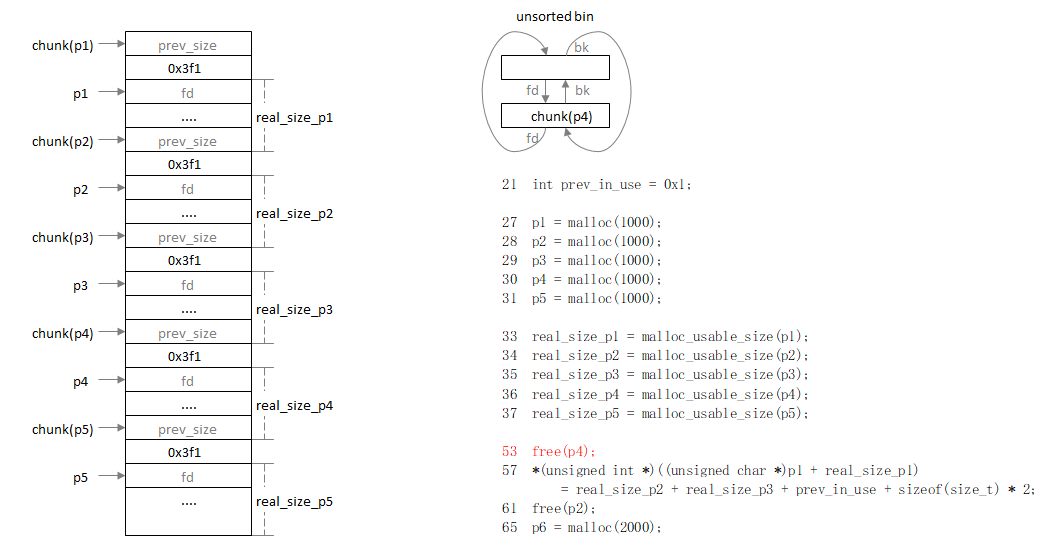 chunk(p1)
prev_size
0x3f1
p1
fd
....
real_size_p1
chunk(p2)
prev_size
0x3f1
p2
fd
....
real_size_p2
chunk(p3)
prev_size
0x3f1
p3
fd
....
real_size_p3
chunk(p4)
prev_size
0x3f1
p4
fd
....
real_size_p4
chunk(p5)
prev_size
0x3f1
p5
fd
....
real_size_p5
unsorted bin
bk
fd
bk
chunk(p4)
fd
21 int prev_in_use = 0x1;
27 p1 = malloc(1000);
28 p2 = malloc(1000);
29 p3 = malloc(1000);
30 p4 = malloc(1000);
31 p5 = malloc(1000);
33 real_size_p1 = malloc_usable_size(p1);
34 real_size_p2 = malloc_usable_size(p2);
35 real_size_p3 = malloc_usable_size(p3);
36 real_size_p4 = malloc_usable_size(p4);
37 real_size_p5 = malloc_usable_size(p5);
53 free(p4);
57 *(unsigned int *)((unsigned char *)p1 + real_size_p1)
= real_size_p2 + real_size_p3 + prev_in_use + sizeof(size_t) * 2;
61 free(p2);
65 p6 = malloc(2000);